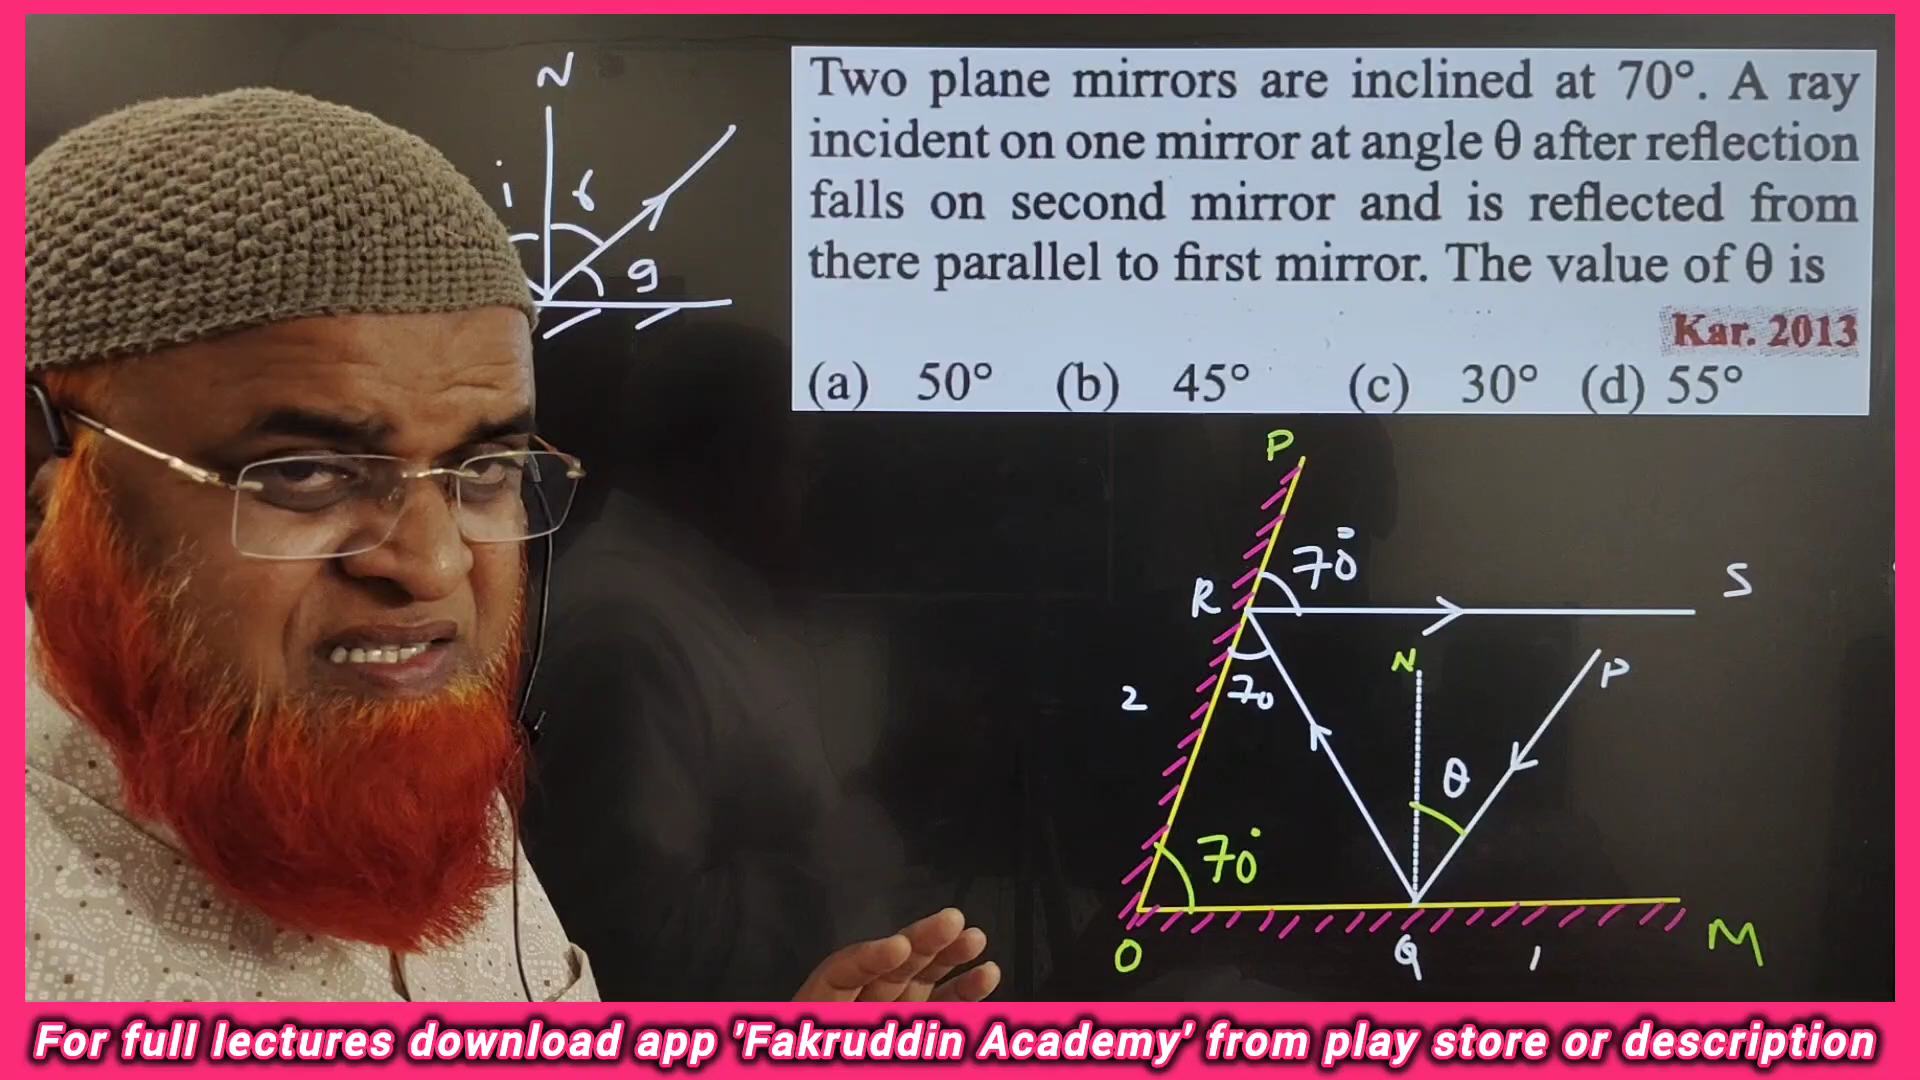 N
i
r
g
Two plane mirrors are inclined at 70°. A ray
incident on one mirror at angle θ after reflection
falls on second mirror and is reflected from
there parallel to first mirror. The value of θ is
Kar. 2013
(a) 50° (b) 45° (c) 30° (d) 55°
P
70°
R
S
N
P
2
70
θ
70°
O
Q
1
M
For full lectures download app 'Fakruddin Academy' from play store or description